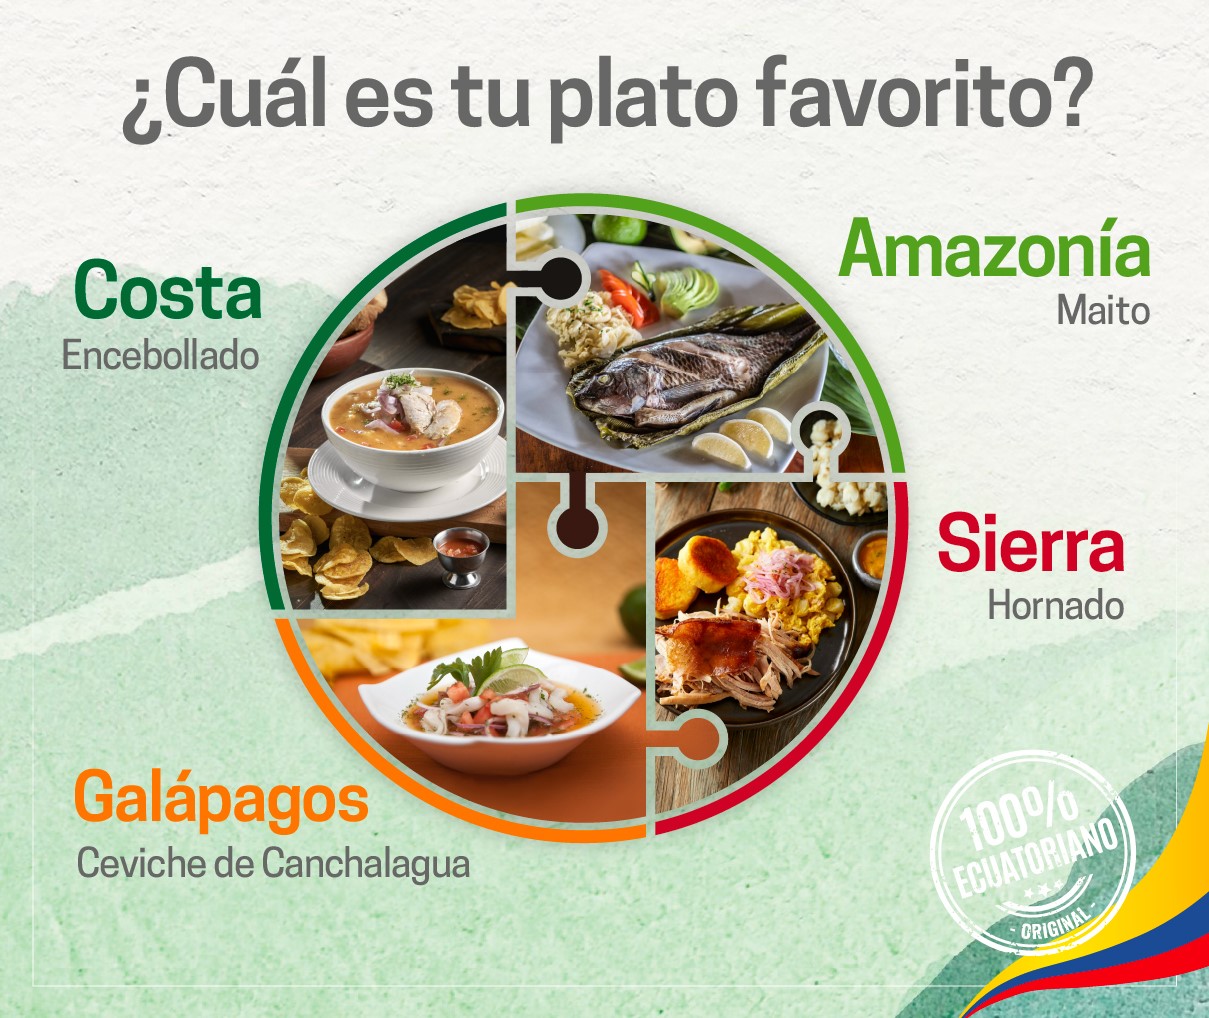 ¿Cuál es tu plato favorito?
Costa
Encebollado
Amazonía
Maito
Sierra
Hornado
Galápagos
Ceviche de Canchalagua
100%
ECUATORIANO
- ORIGINAL -